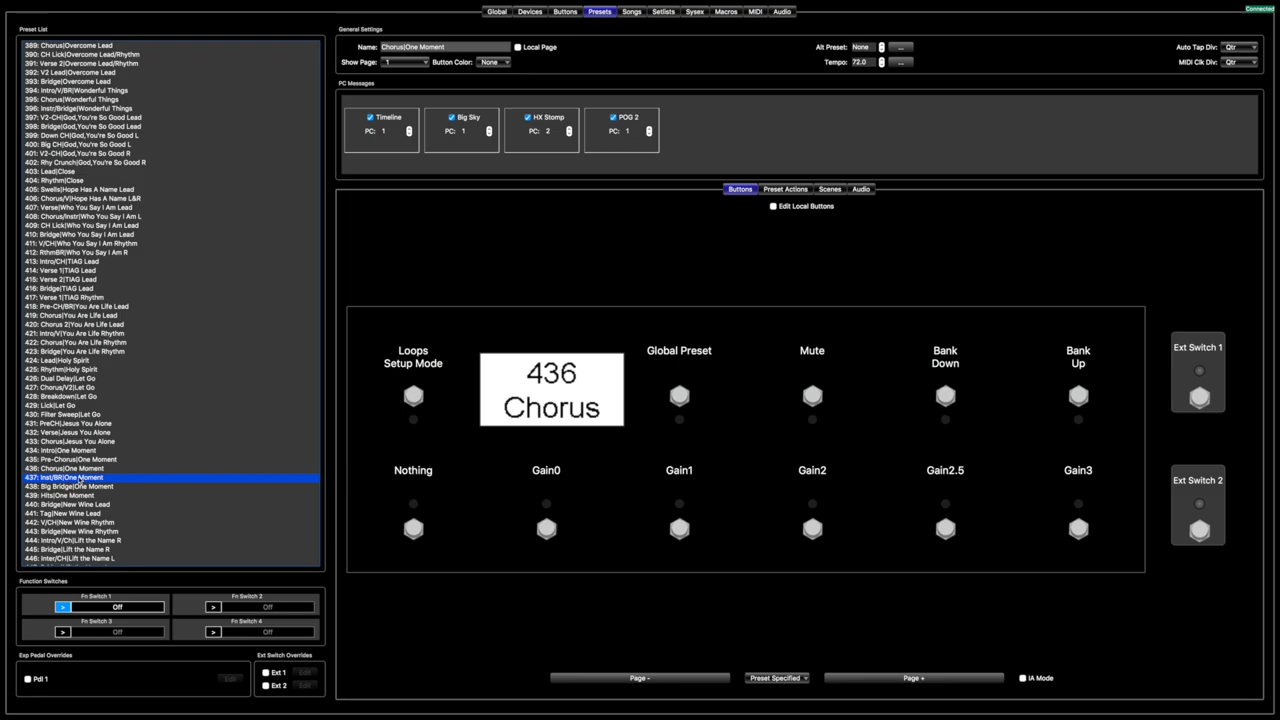 Global Devices Buttons Presets Songs Setlists Sysex Macros MIDI Audio
Connected
Preset List
389: Chorus|Overcome Lead
390: CH Lick|Overcome Lead/Rhythm
391: Verse 2|Overcome Lead/Rhythm
392: V2 Lead|Overcome Lead
393: Bridge|Overcome Lead
394: Intro/V/BR|Wonderful Things
395: Chorus|Wonderful Things
396: Instr/Bridge|Wonderful Things
397: V2-CH|God,You're So Good Lead
398: Bridge|God,You're So Good Lead
399: Down CH|God,You're So Good L
400: Big CH|God,You're So Good L
401: V2-CH|God,You're So Good R
402: Rhy Crunch|God,You're So Good R
403: Lead|Close
404: Rhythm|Close
405: Swells|Hope Has A Name Lead
406: Chorus/V|Hope Has A Name L&R
407: Verse|Who You Say I Am Lead
408: Chorus/Instr|Who You Say I Am L
409: CH Lick|Who You Say I Am Lead
410: Bridge|Who You Say I Am Lead
411: V/CH|Who You Say I Am Rhythm
412: RthmBR|Who You Say I Am R
413: Intro/CH|TIAG Lead
414: Verse 1|TIAG Lead
415: Verse 2|TIAG Lead
416: Bridge|TIAG Lead
417: Verse 1|TIAG Rhythm
418: Pre-CH/BR|You Are Life Lead
419: Chorus|You Are Life Lead
420: Chorus 2|You Are Life Lead
421: Intro/V|You Are Life Rhythm
422: Chorus|You Are Life Rhythm
423: Bridge|You Are Life Rhythm
424: Lead|Holy Spirit
425: Rhythm|Holy Spirit
426: Dual Delay|Let Go
427: Chorus/V2|Let Go
428: Breakdown|Let Go
429: Lick|Let Go
430: Filter Sweep|Let Go
431: PreCH|Jesus You Alone
432: Verse|Jesus You Alone
433: Chorus|Jesus You Alone
434: Intro|One Moment
435: Pre-Chorus|One Moment
436: Chorus|One Moment
437: Inst/BR|One Moment
438: Big Bridge|One Moment
439: Hits|One Moment
440: Bridge|New Wine Lead
441: Tag|New Wine Lead
442: V/CH|New Wine Rhythm
443: Bridge|New Wine Rhythm
444: Intro/V/Ch|Lift the Name R
445: Bridge|Lift the Name R
446: Inter/CH|Lift the Name L
Function Switches
Fn Switch 1 Fn Switch 2
> Off > Off
Fn Switch 3 Fn Switch 4
> Off > Off
Exp Pedal Overrides
Pdl 1 Edit
Ext Switch Overrides
Ext 1 Edit
Ext 2 Edit
General Settings
Name: Chorus|One Moment Local Page Alt Preset: None ... Auto Tap Div: Qtr
Show Page: 1 Button Color: None Tempo: 72.0 ... MIDI Clk Div: Qtr
PC Messages
Timeline Big Sky HX Stomp POG 2
PC: 1 PC: 1 PC: 2 PC: 1
Buttons Preset Actions Scenes Audio
Edit Local Buttons
Loops
Setup Mode
436
Chorus
Global Preset
Mute
Bank
Down
Bank
Up
Ext Switch 1
Nothing Gain0 Gain1 Gain2 Gain2.5 Gain3
Ext Switch 2
Page - Preset Specified Page + IA Mode